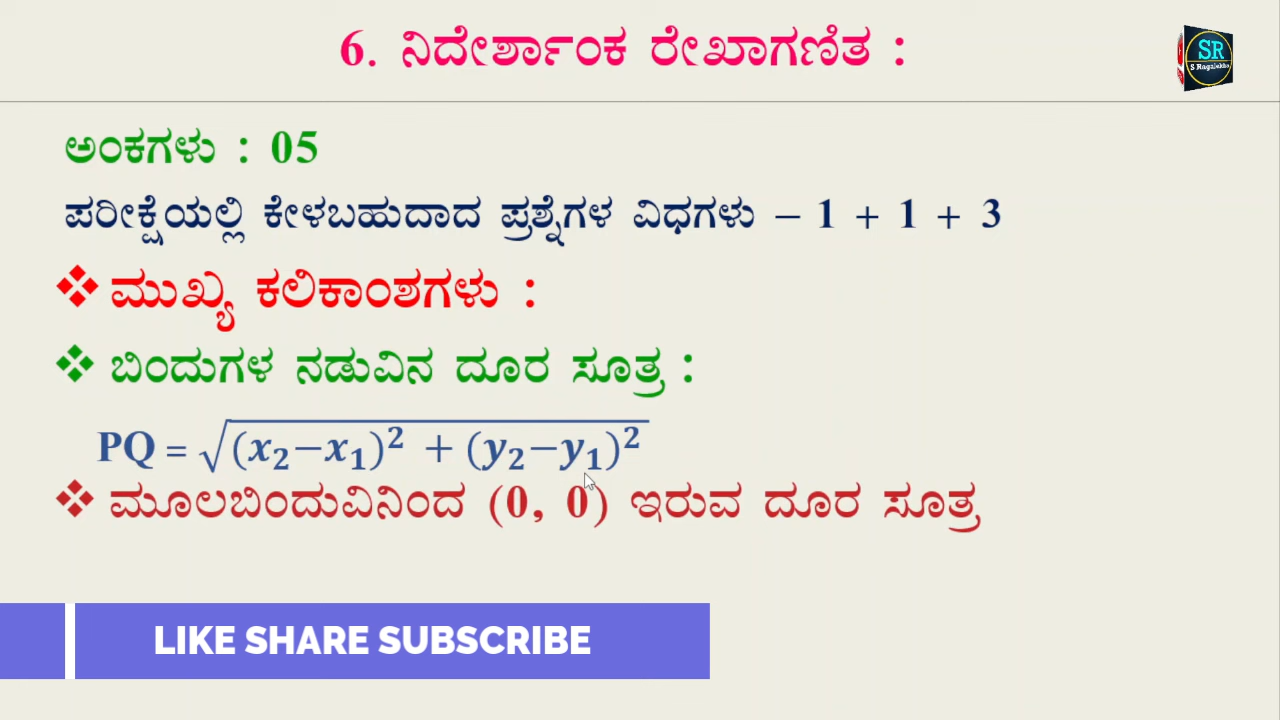 6. ನಿದೇರ್ಶಾಂಕ ರೇಖಾಗಣಿತ :
SR
S Ragalekha
ಅಂಕಗಳು : 05
ಪರೀಕ್ಷೆಯಲ್ಲಿ ಕೇಳಬಹುದಾದ ಪ್ರಶ್ನೆಗಳ ವಿಧಗಳು – 1 + 1 + 3
❖ ಮುಖ್ಯ ಕಲಿಕಾಂಶಗಳು :
❖ ಬಿಂದುಗಳ ನಡುವಿನ ದೂರ ಸೂತ್ರ :
PQ = √(x₂−x₁)² + (y₂−y₁)²
❖ ಮೂಲಬಿಂದುವಿನಿಂದ (0, 0) ಇರುವ ದೂರ ಸೂತ್ರ
LIKE SHARE SUBSCRIBE